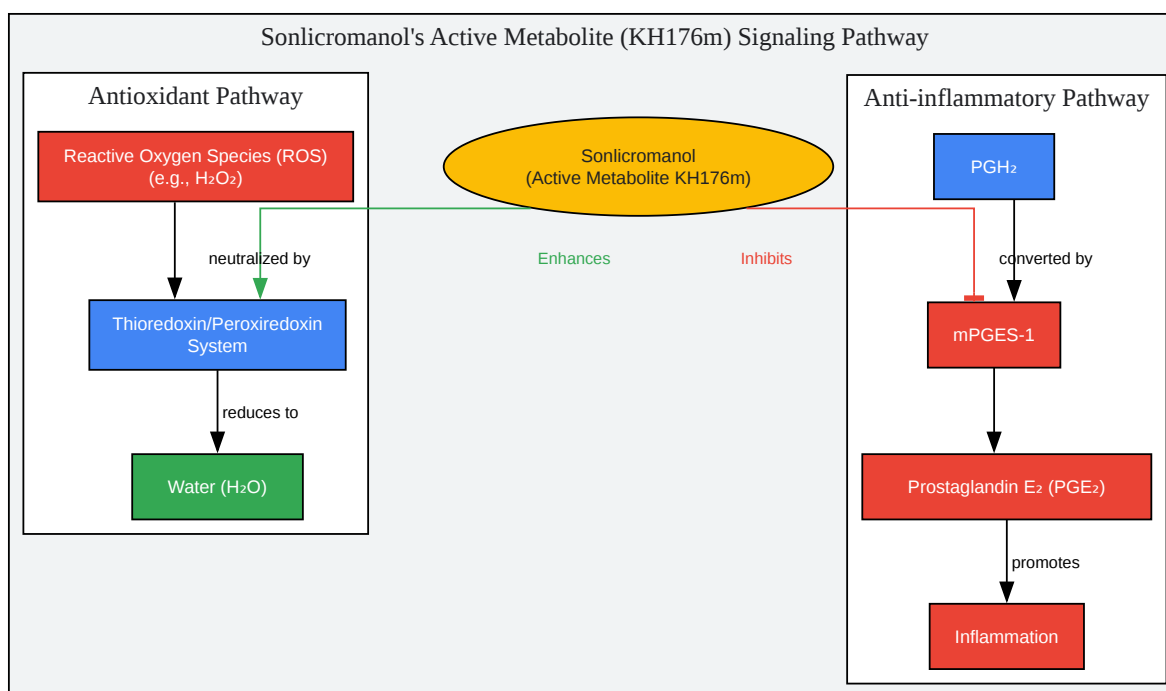 Sonlicromanol's Active Metabolite (KH176m) Signaling Pathway
Antioxidant Pathway
Reactive Oxygen Species (ROS)
(e.g., H₂O₂)
neutralized by
Thioredoxin/Peroxiredoxin
System
reduces to
Water (H₂O)
Sonlicromanol
(Active Metabolite KH176m)
Enhances
Inhibits
Anti-inflammatory Pathway
PGH₂
converted by
mPGES-1
Prostaglandin E₂ (PGE₂)
promotes
Inflammation